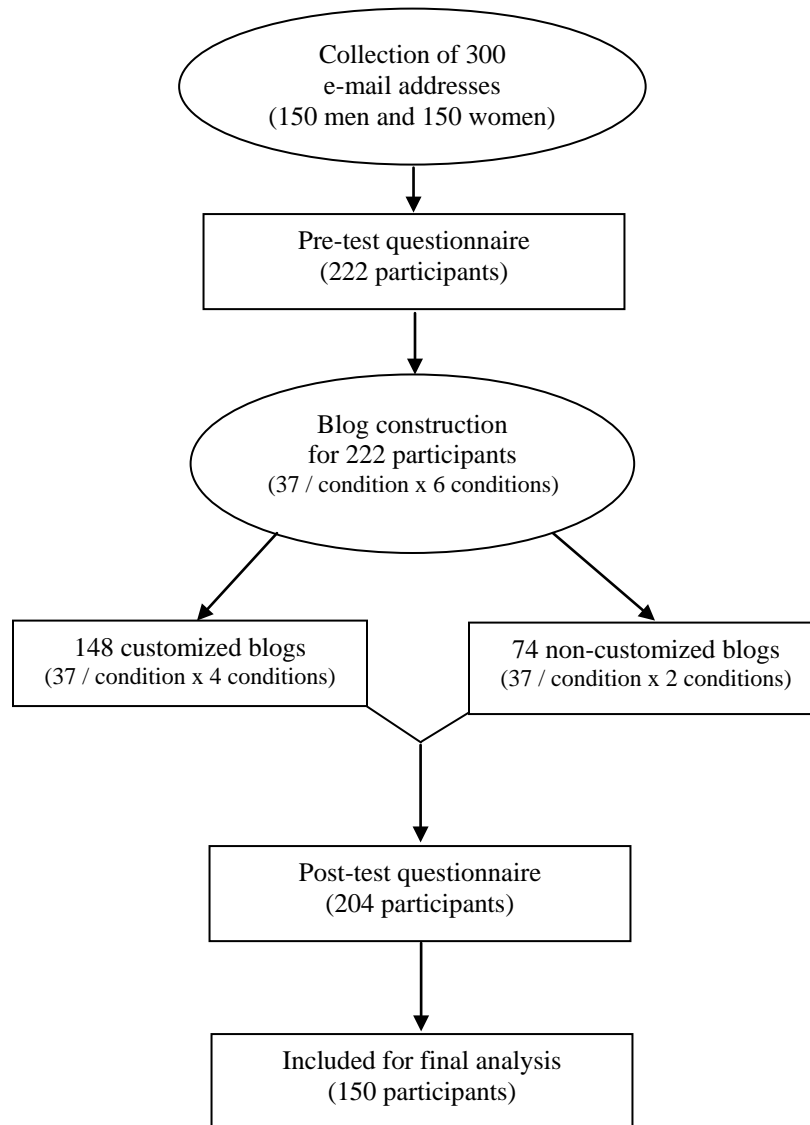 Collection of 300
e-mail addresses
(150 men and 150 women)
Pre-test questionnaire
(222 participants)
Blog construction
for 222 participants
(37 / condition x 6 conditions)
148 customized blogs
(37 / condition x 4 conditions)
74 non-customized blogs
(37 / condition x 2 conditions)
Post-test questionnaire
(204 participants)
Included for final analysis
(150 participants)